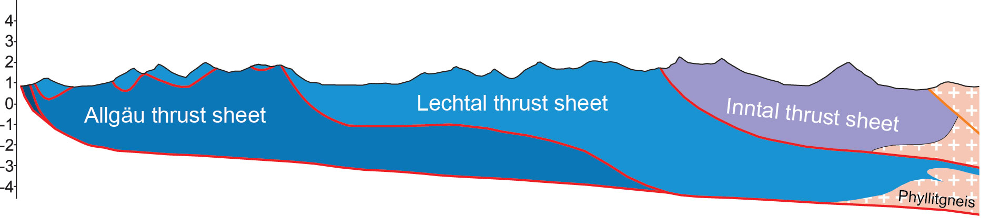 4
3
2
1
0
-1
-2
-3
-4
Allgäu thrust sheet
Lechtal thrust sheet
Inntal thrust sheet
Phyllitgneis